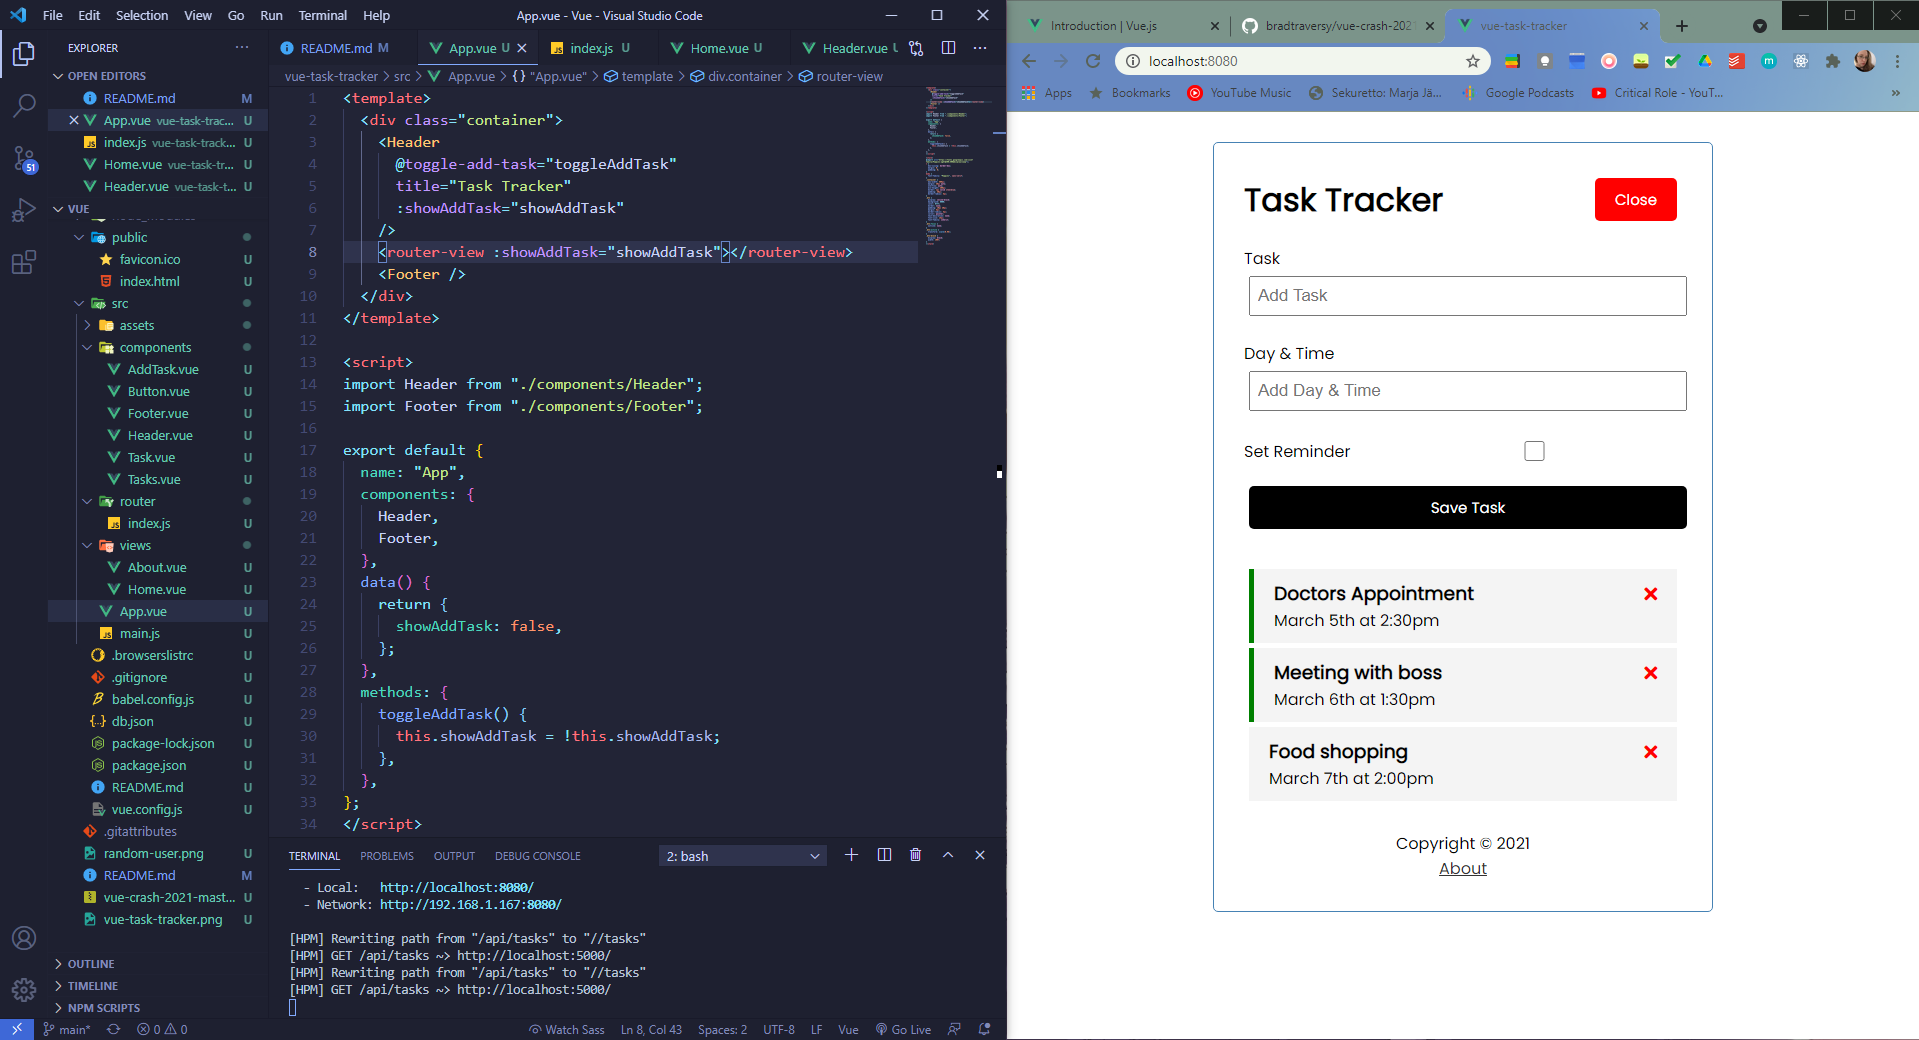 File Edit Selection View Go Run Terminal Help App.vue - Vue - Visual Studio Code
EXPLORER
OPEN EDITORS
README.md M
App.vue vue-task-trac... U
index.js vue-task-track... U
Home.vue vue-task-tr... U
Header.vue vue-task-t... U
51
VUE
public
favicon.ico U
index.html U
src
assets
components
AddTask.vue U
Button.vue U
Footer.vue U
Header.vue U
Task.vue U
Tasks.vue U
router
index.js U
views
About.vue U
Home.vue U
App.vue U
main.js U
.browserslistrc U
.gitignore U
babel.config.js U
db.json U
package-lock.json U
package.json U
README.md U
vue.config.js U
.gitattributes
random-user.png U
README.md M
vue-crash-2021-mast... U
vue-task-tracker.png U
OUTLINE
TIMELINE
NPM SCRIPTS
README.md M App.vue U index.js U Home.vue U Header.vue
vue-task-tracker > src > App.vue > {} "App.vue" > template > div.container > router-view
1 <template>
2 <div class="container">
3 <Header
4 @toggle-add-task="toggleAddTask"
5 title="Task Tracker"
6 :showAddTask="showAddTask"
7 />
8 <router-view :showAddTask="showAddTask"></router-view>
9 <Footer />
10 </div>
11 </template>
12
13 <script>
14 import Header from "./components/Header";
15 import Footer from "./components/Footer";
16
17 export default {
18 name: "App",
19 components: {
20 Header,
21 Footer,
22 },
23 data() {
24 return {
25 showAddTask: false,
26 };
27 },
28 methods: {
29 toggleAddTask() {
30 this.showAddTask = !this.showAddTask;
31 },
32 },
33 };
34 </script>
TERMINAL PROBLEMS OUTPUT DEBUG CONSOLE 2: bash
- Local: http://localhost:8080/
- Network: http://192.168.1.167:8080/
[HPM] Rewriting path from "/api/tasks" to "//tasks"
[HPM] GET /api/tasks ~> http://localhost:5000/
[HPM] Rewriting path from "/api/tasks" to "//tasks"
[HPM] GET /api/tasks ~> http://localhost:5000/
main* 0 0 Watch Sass Ln 8, Col 43 Spaces: 2 UTF-8 LF Vue Go Live
Introduction | Vue.js bradtraversy/vue-crash-2021 vue-task-tracker
localhost:8080
Apps Bookmarks YouTube Music Sekuretto: Marja Jä... Google Podcasts Critical Role - YouT... »
Task Tracker
Close
Task
Add Task
Day & Time
Add Day & Time
Set Reminder
Save Task
Doctors Appointment
March 5th at 2:30pm
Meeting with boss
March 6th at 1:30pm
Food shopping
March 7th at 2:00pm
Copyright © 2021
About